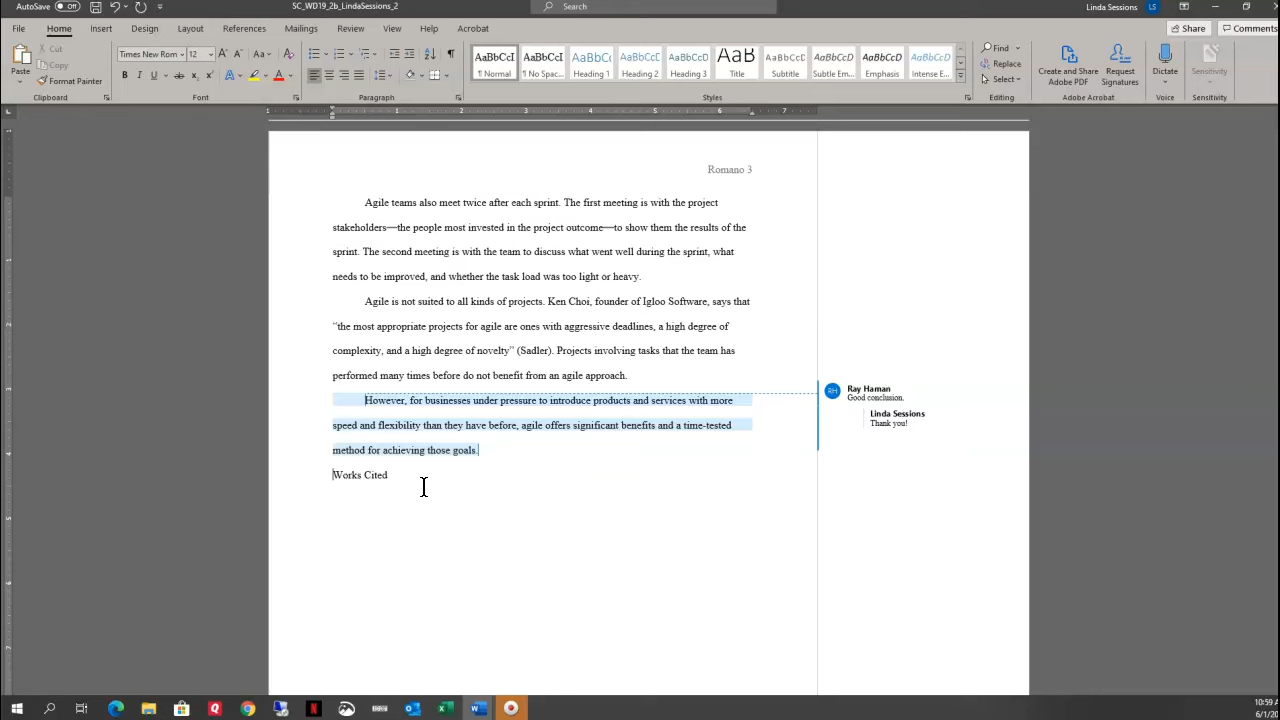 AutoSave Off
SC_WD19_2b_LindaSessions_2
Search
Linda Sessions LS
File Home Insert Draw Design Layout References Mailings Review View Help Acrobat
Share Comments
Paste
Cut
Copy
Format Painter
Clipboard
Times New Rom 12
Font
Paragraph
AaBbCcI AaBbCcI AaBbCc AaBbCcI AaBbCcI AaB AaBbCcI AaBbCcD AaBbCcD AaBbCcI
¶ Normal ¶ No Spac... Heading 1 Heading 2 Heading 3 Title Subtitle Subtle Em... Emphasis Intense E...
Styles
Find
Replace
Select
Editing
Create and Share
Adobe PDF
Request
Signatures
Adobe Acrobat
Dictate
Voice
Sensitivity
Sensitivity
Romano 3
Agile teams also meet twice after each sprint. The first meeting is with the project
stakeholders—the people most invested in the project outcome—to show them the results of the
sprint. The second meeting is with the team to discuss what went well during the sprint, what
needs to be improved, and whether the task load was too light or heavy.
Agile is not suited to all kinds of projects. Ken Choi, founder of Igloo Software, says that
“the most appropriate projects for agile are ones with aggressive deadlines, a high degree of
complexity, and a high degree of novelty” (Sadler). Projects involving tasks that the team has
performed many times before do not benefit from an agile approach.
However, for businesses under pressure to introduce products and services with more
speed and flexibility than they have before, agile offers significant benefits and a time-tested
method for achieving those goals.
Works Cited
RH Ray Haman
Good conclusion.
Linda Sessions
Thank you!
10:59
6/1/